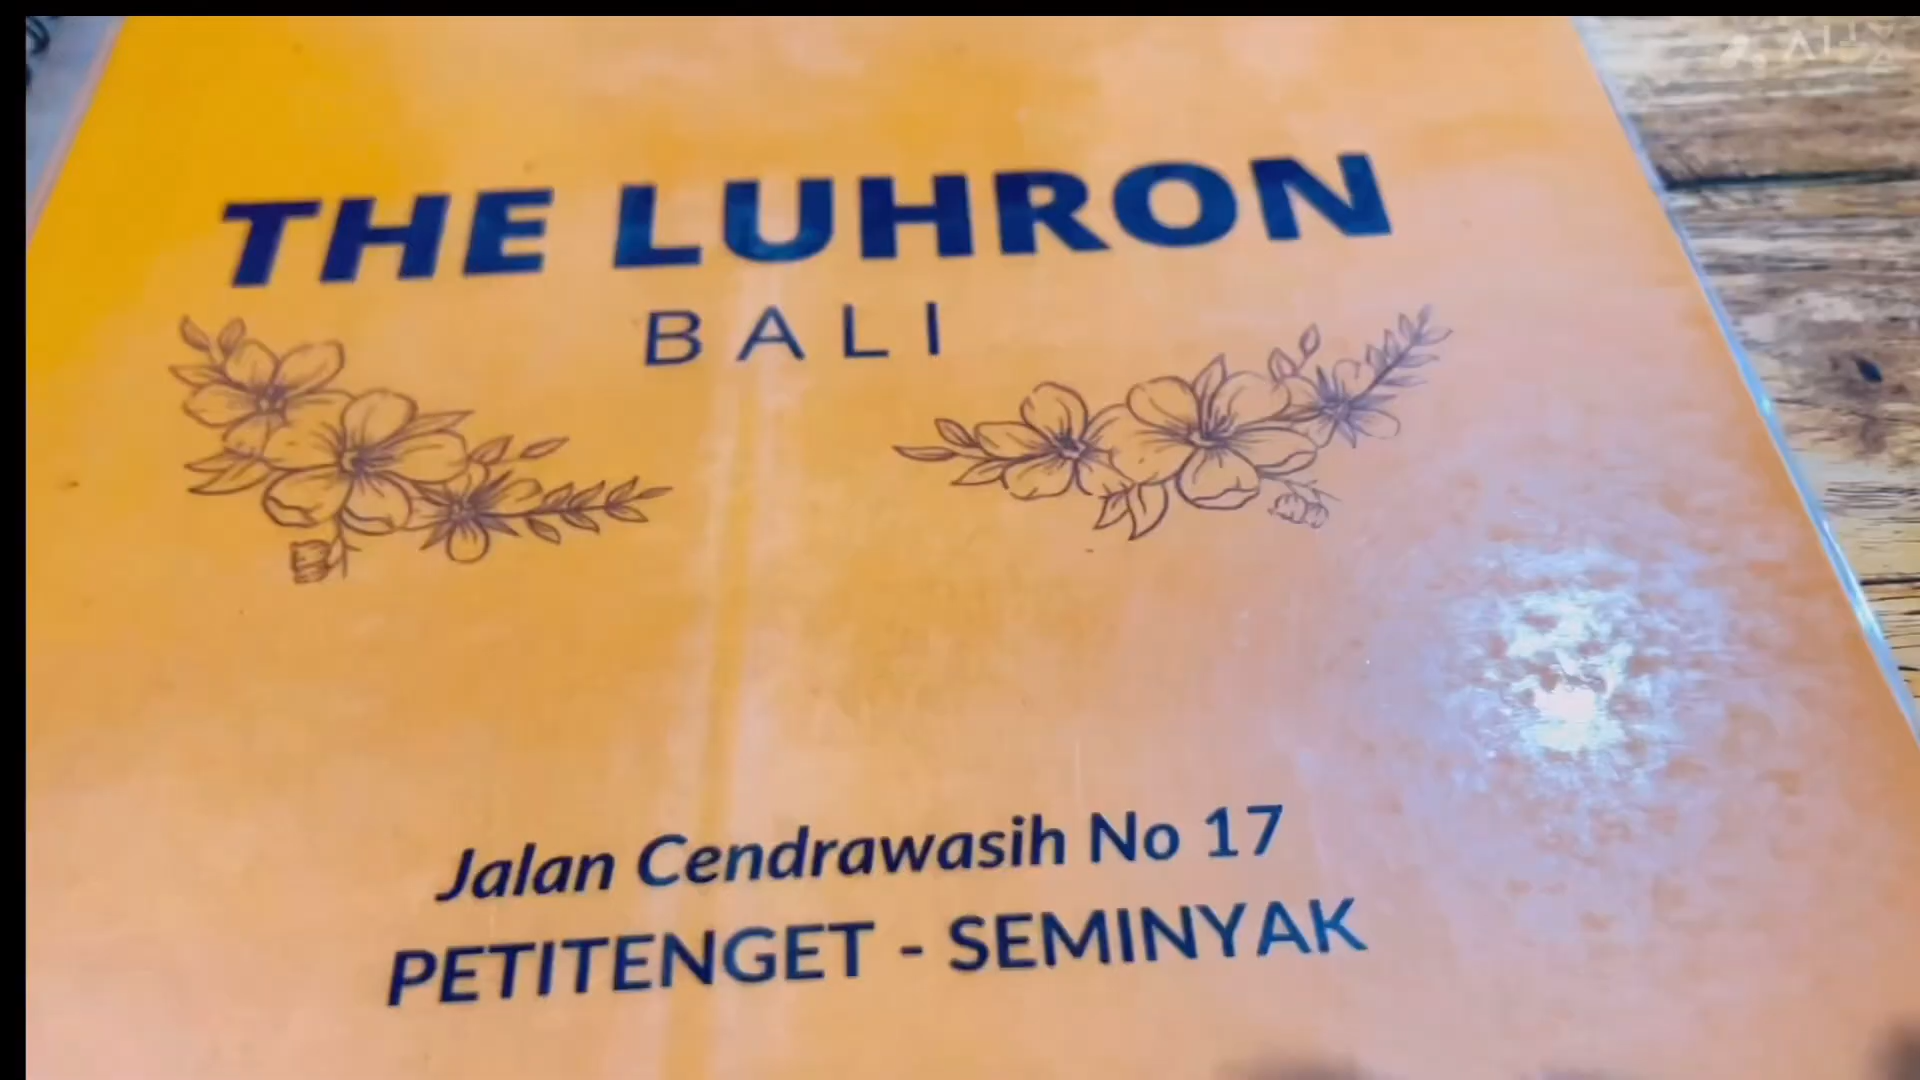 THE LUHRON
BALI
Jalan Cendrawasih No 17
PETITENGET - SEMINYAK